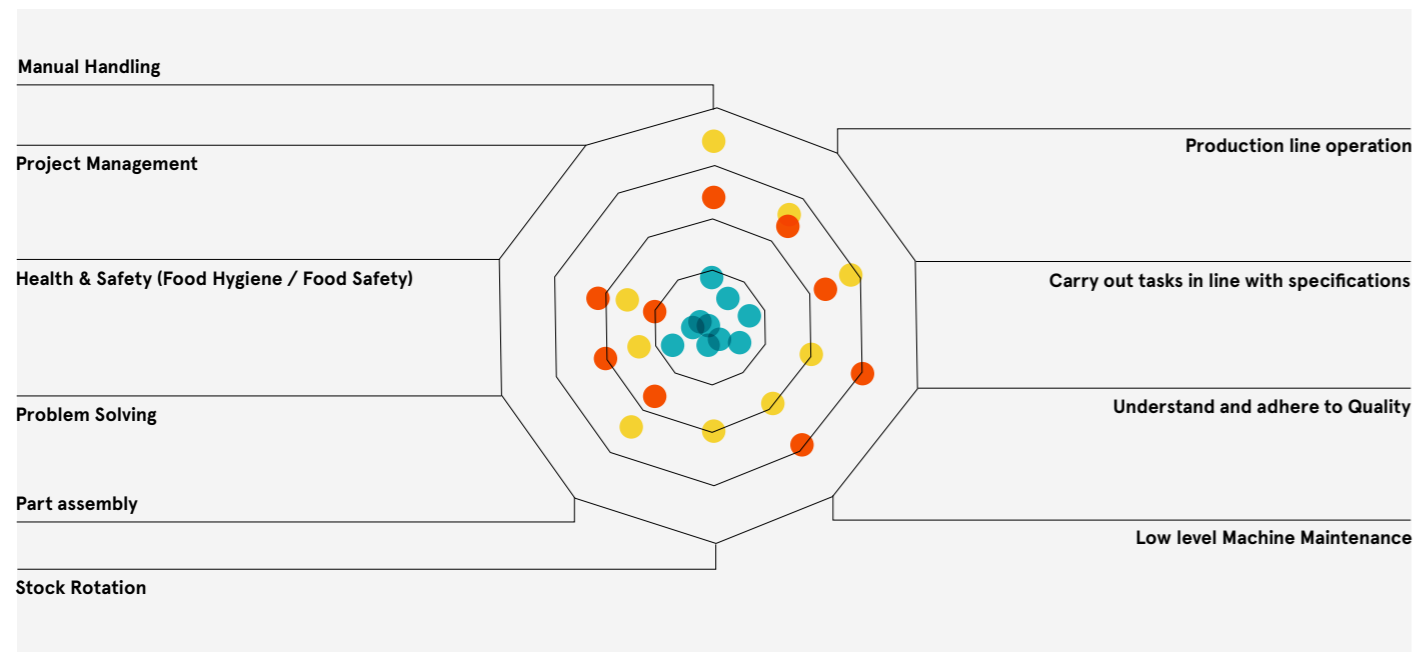 Manual Handling
Production line operation
Project Management
Health & Safety (Food Hygiene / Food Safety)
Carry out tasks in line with specifications
Problem Solving
Understand and adhere to Quality
Part assembly
Low level Machine Maintenance
Stock Rotation